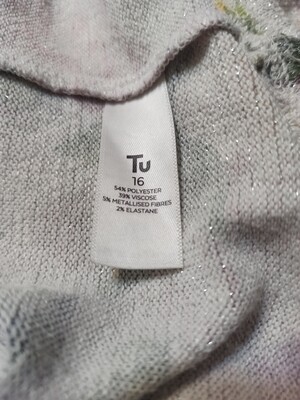 Tu
16
54% POLYESTER
39% VISCOSE
5% METALLISED FIBRES
2% ELASTANE